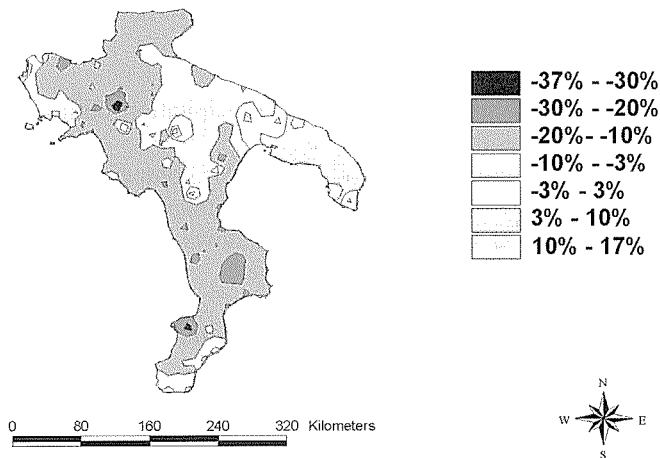 -37% - -30%
-30% - -20%
-20%- -10%
-10% - -3%
-3% - 3%
3% - 10%
10% - 17%
N
W E
S
0 80 160 240 320 Kilometers